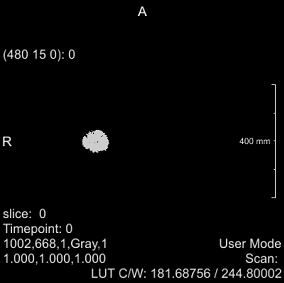 A
(480 15 0): 0
R
400 mm
slice: 0
Timepoint: 0
1002,668,1,Gray,1
User Mode
1.000,1.000,1.000
Scan:
LUT C/W: 181.68756 / 244.80002